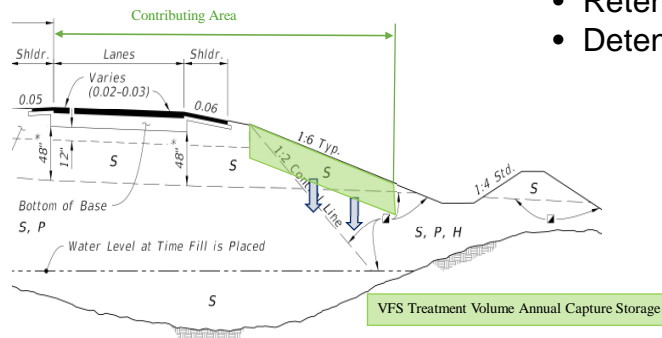 • Reten
• Deten
Contributing Area
Shldr.
Lanes
Shldr.
Varies
(0.02-0.03)
0.05
0.06
1:6 Typ.
48"
*
12"
S
48"
*
S
S
1:2 Control Line
1:4 Std.
S
Bottom of Base
S, P
S, P, H
Water Level at Time Fill is Placed
S
VFS Treatment Volume Annual Capture Storage